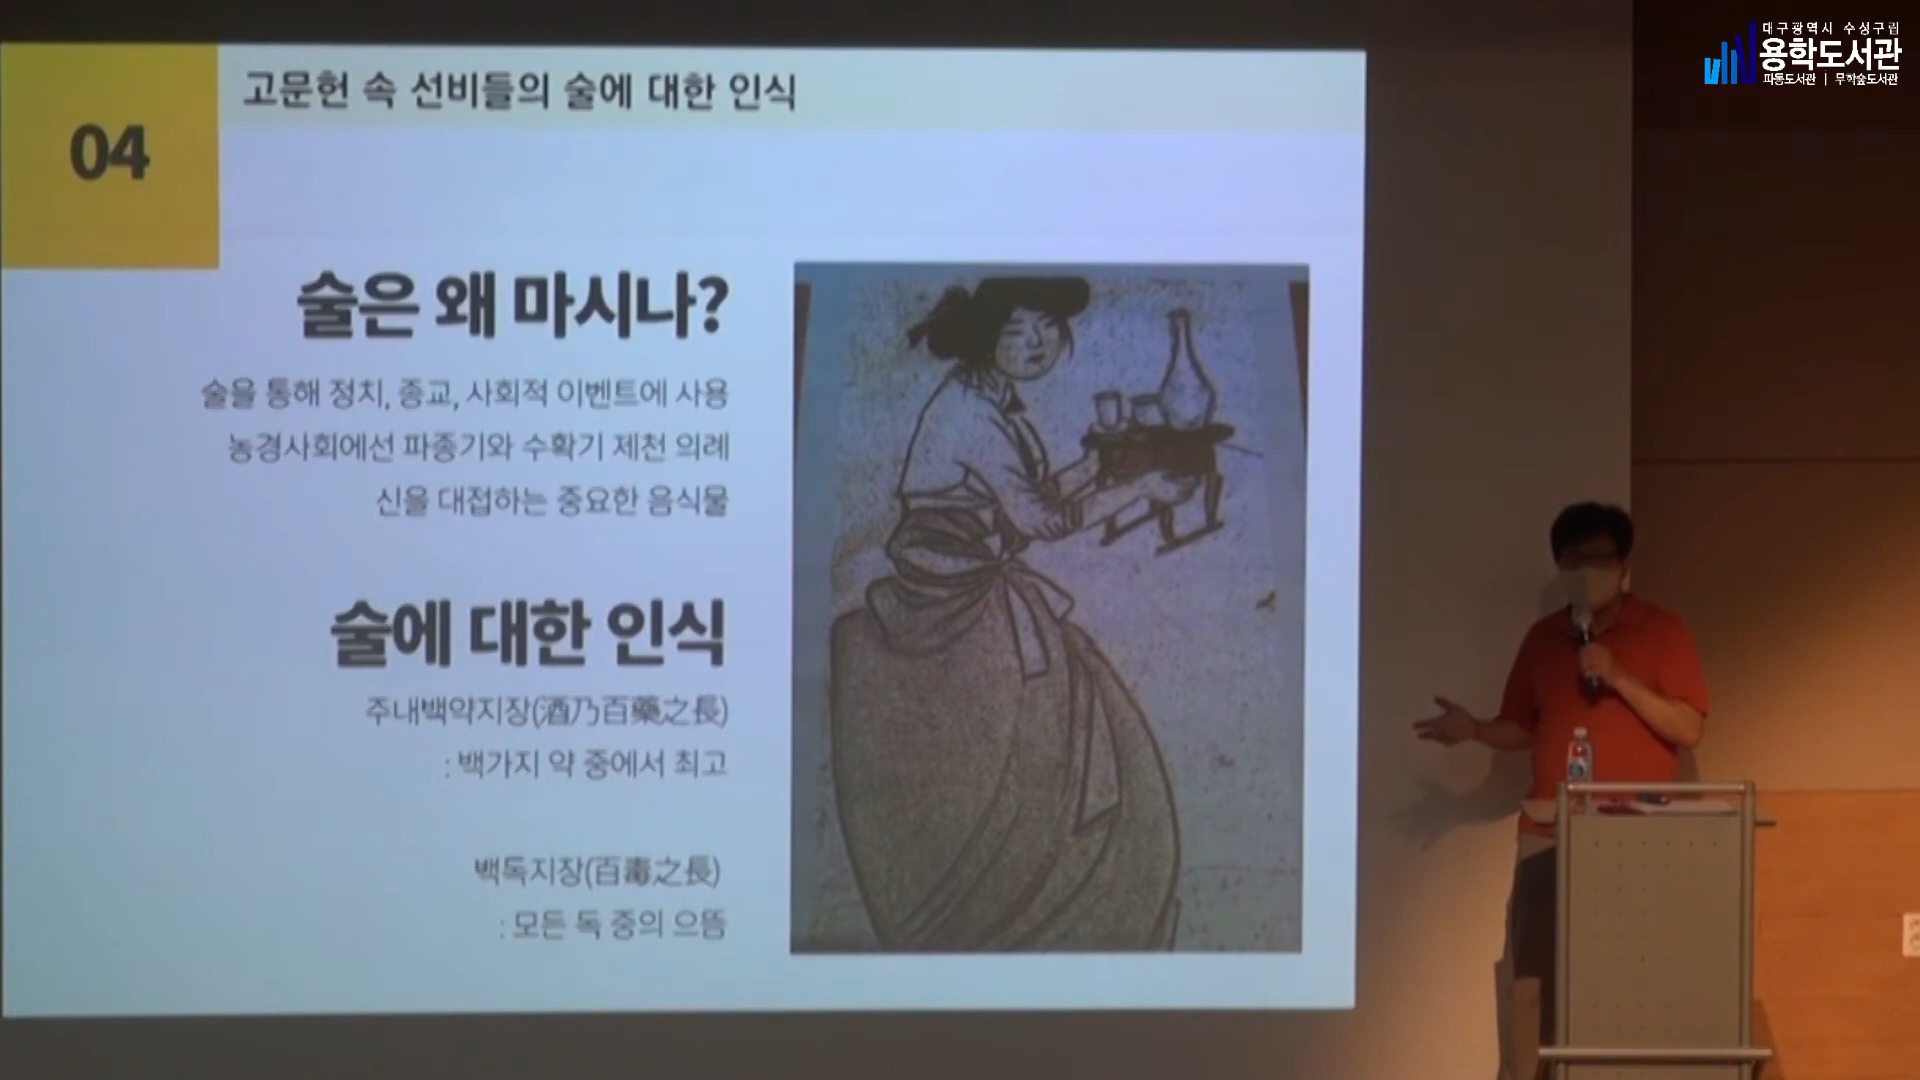 대구광역시 수성구립
용학도서관
파동도서관 | 무학숲도서관
04
고문헌 속 선비들의 술에 대한 인식
술은 왜 마시나?
술을 통해 정치, 종교, 사회적 이벤트에 사용
농경사회에선 파종기와 수확기 제천 의례
신을 대접하는 중요한 음식물
술에 대한 인식
주내백약지장(酒乃百藥之長)
: 백가지 약 중에서 최고
백독지장(百毒之長)
: 모든 독 중의 으뜸